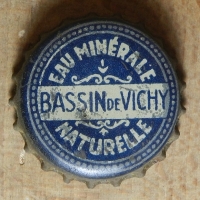 EAU MINÉRALE
BASSIN DE VICHY
NATURELLE